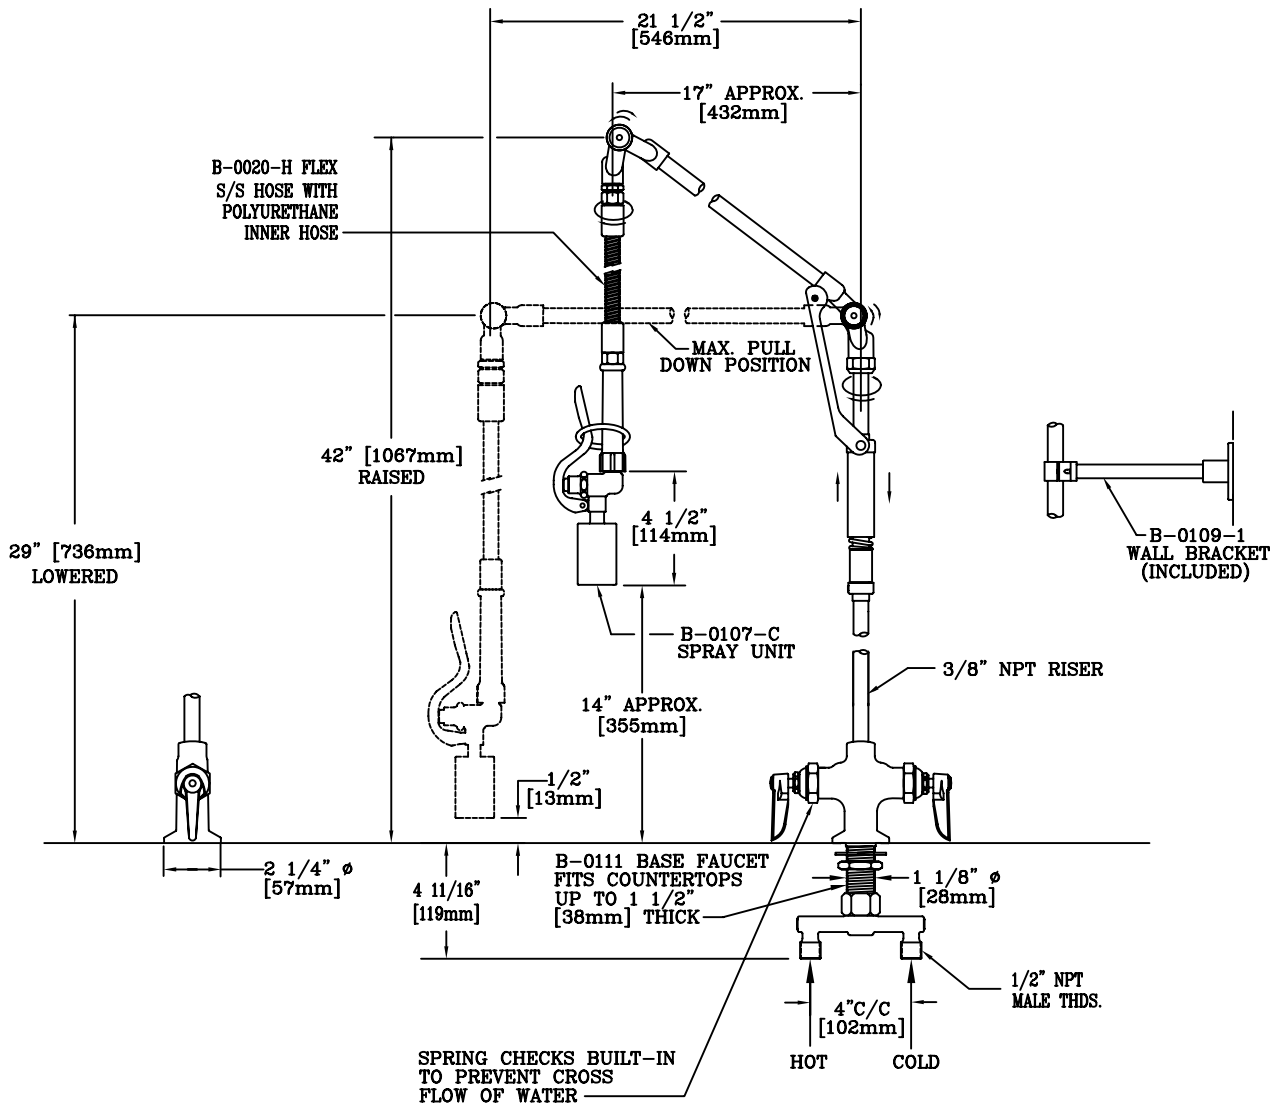 21 1/2”
[546mm]
17” APPROX.
[432mm]
B-0020-H FLEX
S/S HOSE WITH
POLYURETHANE
INNER HOSE
MAX. PULL
DOWN POSITION
42” [1067mm]
RAISED
4 1/2”
[114mm]
29” [736mm]
LOWERED
B-0109-1
WALL BRACKET
(INCLUDED)
B-0107-C
SPRAY UNIT
3/8” NPT RISER
14” APPROX.
[355mm]
1/2”
[13mm]
2 1/4” ø
[57mm]
4 11/16”
[119mm]
B-0111 BASE FAUCET
FITS COUNTERTOPS
UP TO 1 1/2”
[38mm] THICK
1 1/8” ø
[28mm]
1/2” NPT
MALE THDS.
4”C/C
[102mm]
HOT
COLD
SPRING CHECKS BUILT-IN
TO PREVENT CROSS
FLOW OF WATER